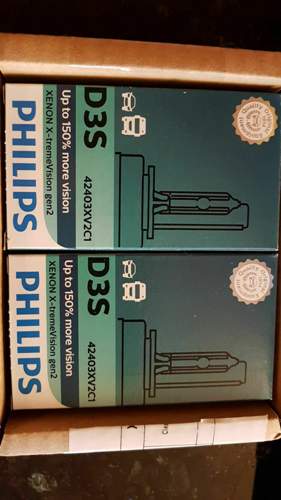 PHILIPS
XENON X-tremeVision gen2
Up to 150% more vision
D3S
42403XV2C1
PHILIPS
XENON X-tremeVision gen2
Up to 150% more vision
D3S
42403XV2C1